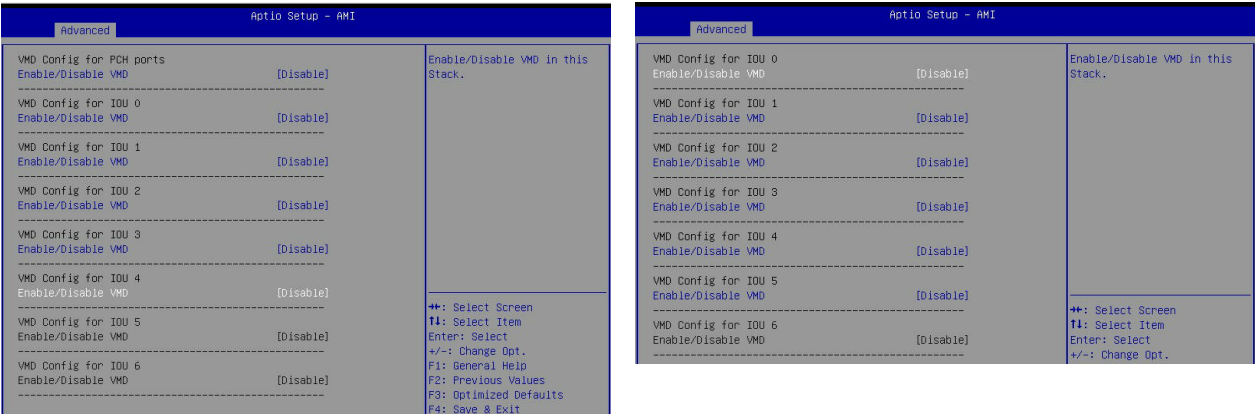 Aptio Setup – AMI
Advanced
VMD Config for PCH ports
Enable/Disable VMD [Disable]
------------------------------------------------
VMD Config for IOU 0
Enable/Disable VMD [Disable]
------------------------------------------------
VMD Config for IOU 1
Enable/Disable VMD [Disable]
------------------------------------------------
VMD Config for IOU 2
Enable/Disable VMD [Disable]
------------------------------------------------
VMD Config for IOU 3
Enable/Disable VMD [Disable]
------------------------------------------------
VMD Config for IOU 4
Enable/Disable VMD [Disable]
------------------------------------------------
VMD Config for IOU 5
Enable/Disable VMD [Disable]
------------------------------------------------
VMD Config for IOU 6
Enable/Disable VMD [Disable]
------------------------------------------------
Enable/Disable VMD in this
Stack.
→←: Select Screen
↑↓: Select Item
Enter: Select
+/-: Change Opt.
F1: General Help
F2: Previous Values
F3: Optimized Defaults
F4: Save & Exit
Aptio Setup – AMI
Advanced
VMD Config for IOU 0
Enable/Disable VMD [Disable]
------------------------------------------------
VMD Config for IOU 1
Enable/Disable VMD [Disable]
------------------------------------------------
VMD Config for IOU 2
Enable/Disable VMD [Disable]
------------------------------------------------
VMD Config for IOU 3
Enable/Disable VMD [Disable]
------------------------------------------------
VMD Config for IOU 4
Enable/Disable VMD [Disable]
------------------------------------------------
VMD Config for IOU 5
Enable/Disable VMD [Disable]
------------------------------------------------
VMD Config for IOU 6
Enable/Disable VMD [Disable]
------------------------------------------------
Enable/Disable VMD in this
Stack.
→←: Select Screen
↑↓: Select Item
Enter: Select
+/-: Change Opt.